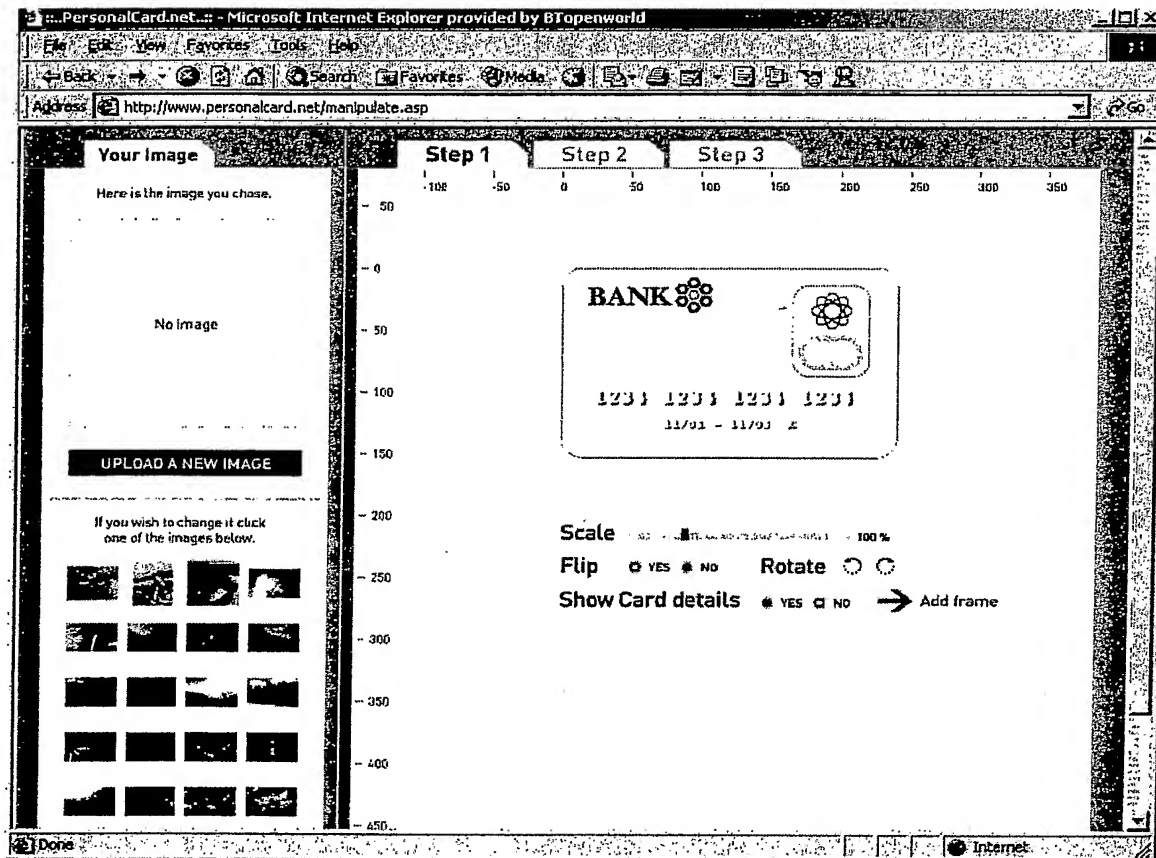 ::..PersonalCard.net..:: - Microsoft Internet Explorer provided by BTopenworld
File Edit View Favorites Tools Help
Back Search Favorites Media
Address http://www.personalcard.net/manipulate.asp Go
Your Image
Here is the image you chose.
No image
UPLOAD A NEW IMAGE
If you wish to change it click
one of the images below.
Step 1 Step 2 Step 3
-100 -50 0 50 100 150 200 250 300 350
- 50
- 0
- 50
- 100
- 150
- 200
- 250
- 300
- 350
- 400
- 450
BANK
1234 1234 1234 1234
Scale 100 %
Flip YES NO Rotate
Show Card details YES NO Add frame
Done Internet